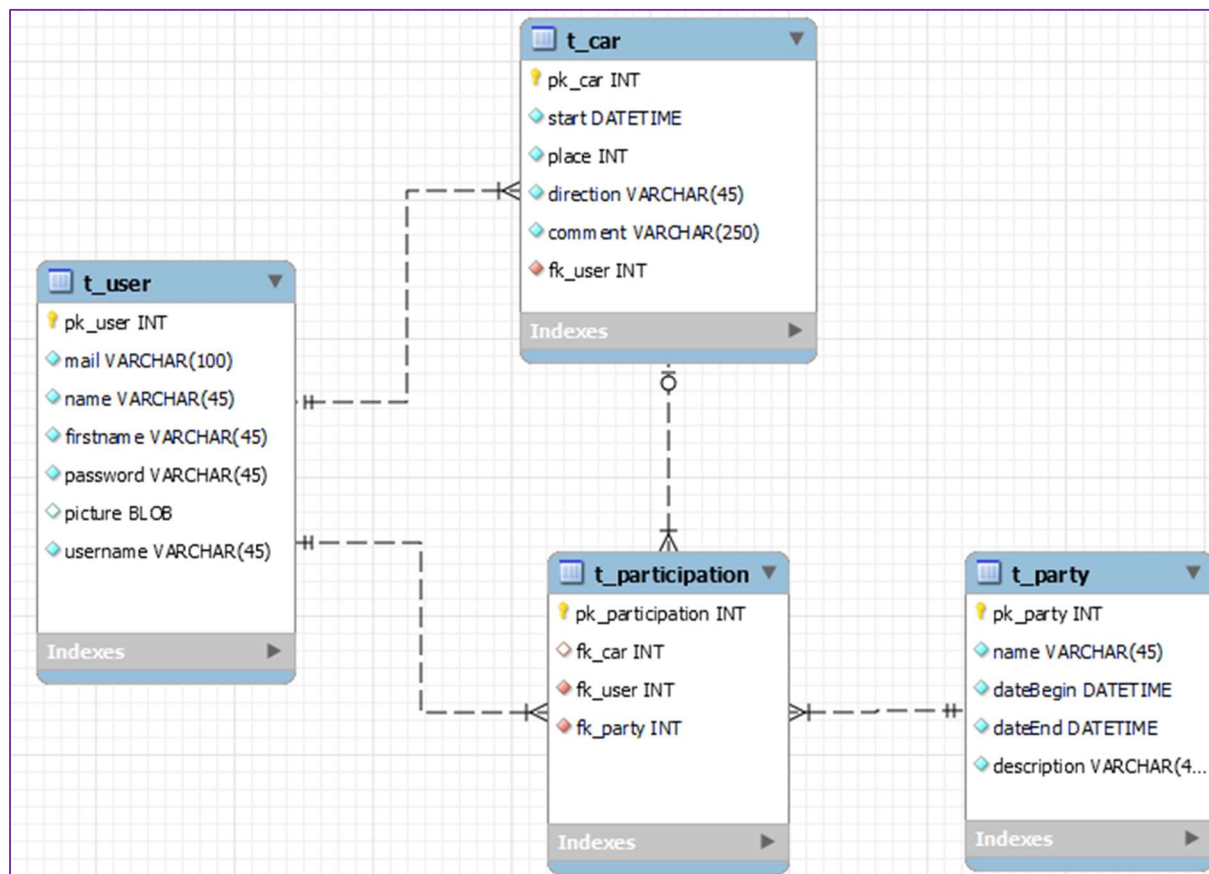 t_car
pk_car INT
start DATETIME
place INT
direction VARCHAR(45)
comment VARCHAR(250)
fk_user INT
Indexes
t_user
pk_user INT
mail VARCHAR(100)
name VARCHAR(45)
firstname VARCHAR(45)
password VARCHAR(45)
picture BLOB
username VARCHAR(45)
Indexes
t_participation
pk_participation INT
fk_car INT
fk_user INT
fk_party INT
Indexes
t_party
pk_party INT
name VARCHAR(45)
dateBegin DATETIME
dateEnd DATETIME
description VARCHAR(4...
Indexes